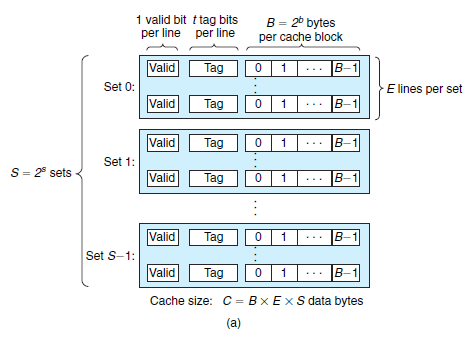 1 valid bit t tag bits B = 2ᵇ bytes
per line per line per cache block
Valid Tag 0 1 · · · B–1
Set 0: · · · E lines per set
Valid Tag 0 1 · · · B–1
Valid Tag 0 1 · · · B–1
Set 1: · · ·
S = 2ˢ sets
Valid Tag 0 1 · · · B–1
· · ·
Valid Tag 0 1 · · · B–1
Set S–1: · · ·
Valid Tag 0 1 · · · B–1
Cache size: C = B × E × S data bytes
(a)